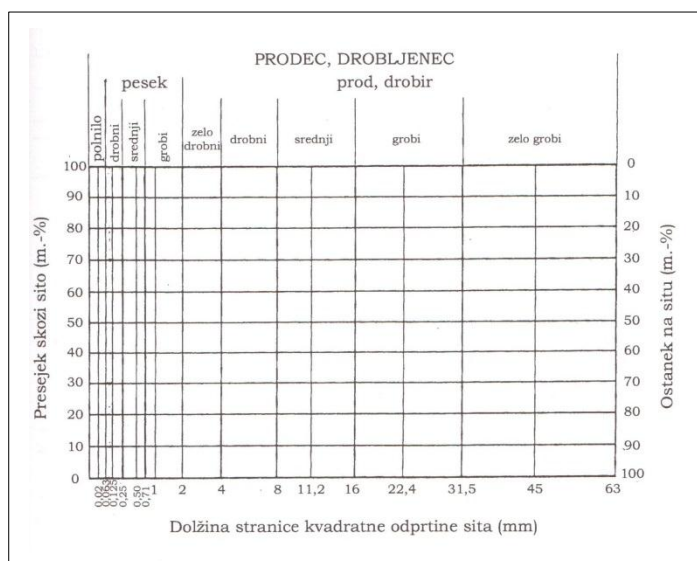 PRODEC, DROBLJENEC
pesek
prod, drobir
polnilo
drobni
srednji
grobi
zelo
drobni
drobni
srednji
grobi
zelo grobi
100
90
80
70
60
50
40
30
20
10
0
0
10
20
30
40
50
60
70
80
90
100
Presejek skozi sito (m.-%)
Ostanek na situ (m.-%)
0,02
0,063
0,125
0,25
0,50
0,71
1
2
4
8
11,2
16
22,4
31,5
45
63
Dolžina stranice kvadratne odprtine sita (mm)